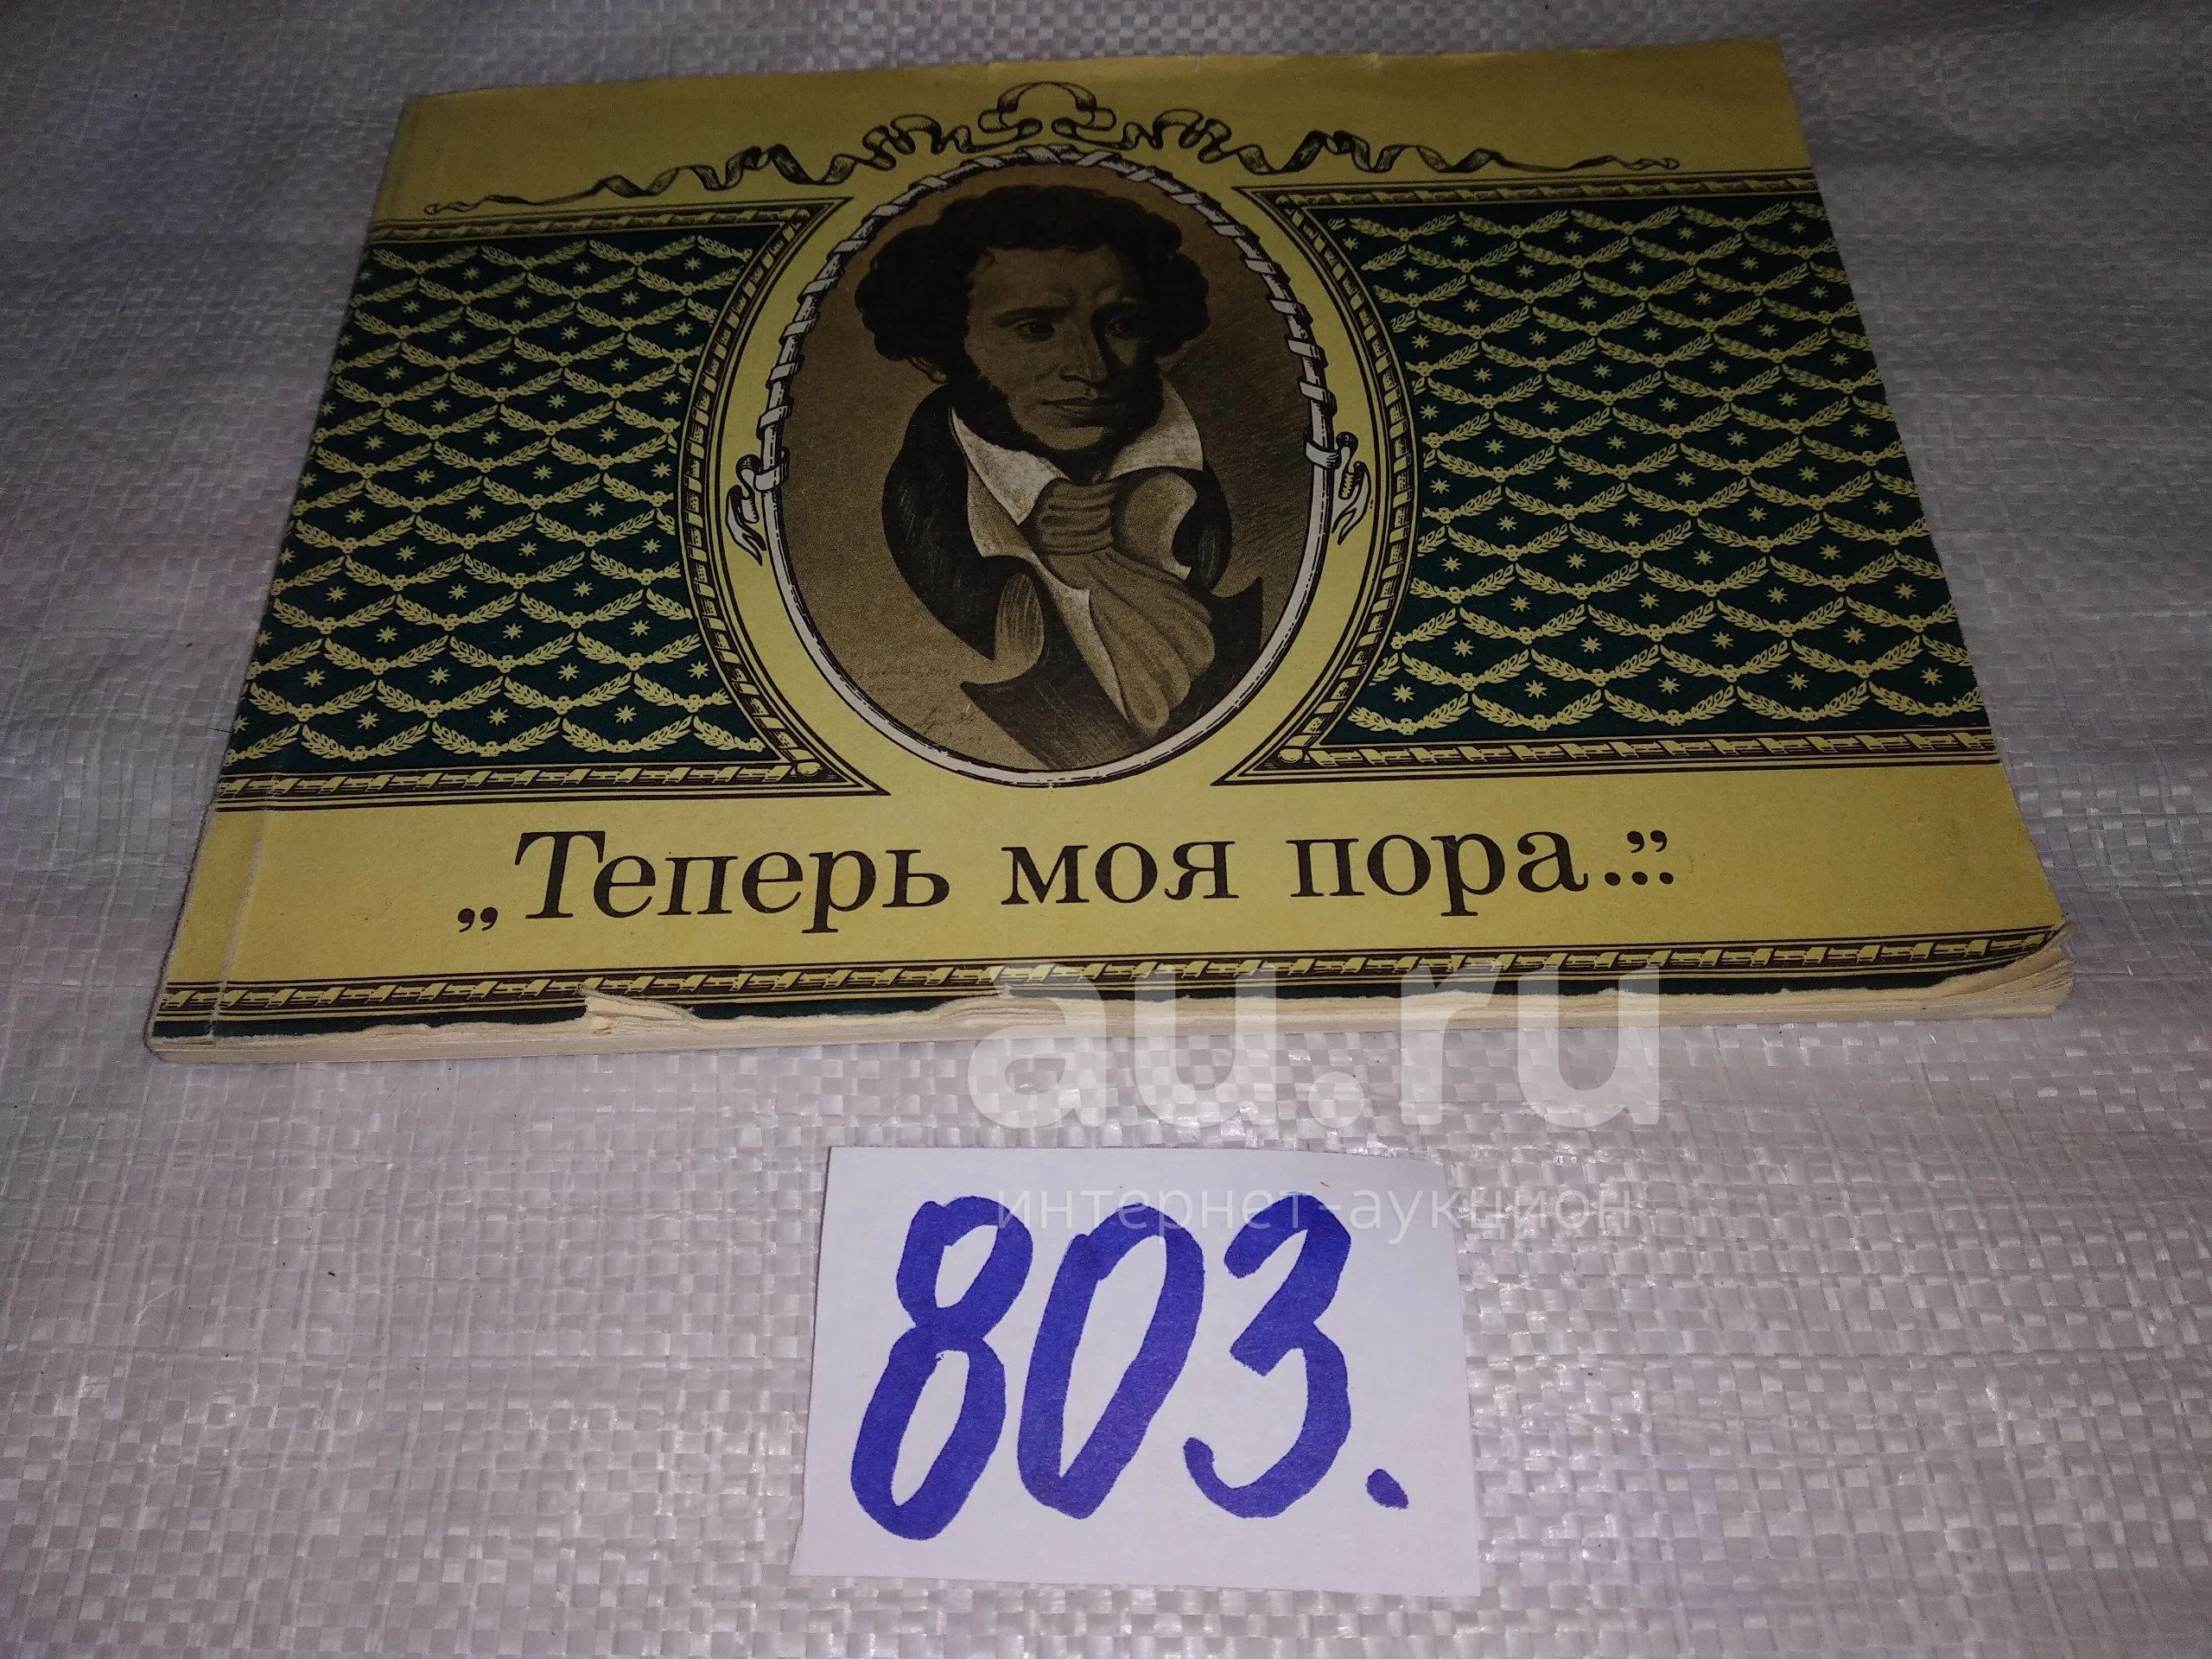 „Теперь моя пора..."
au.ru
интернет-аукцион
803.